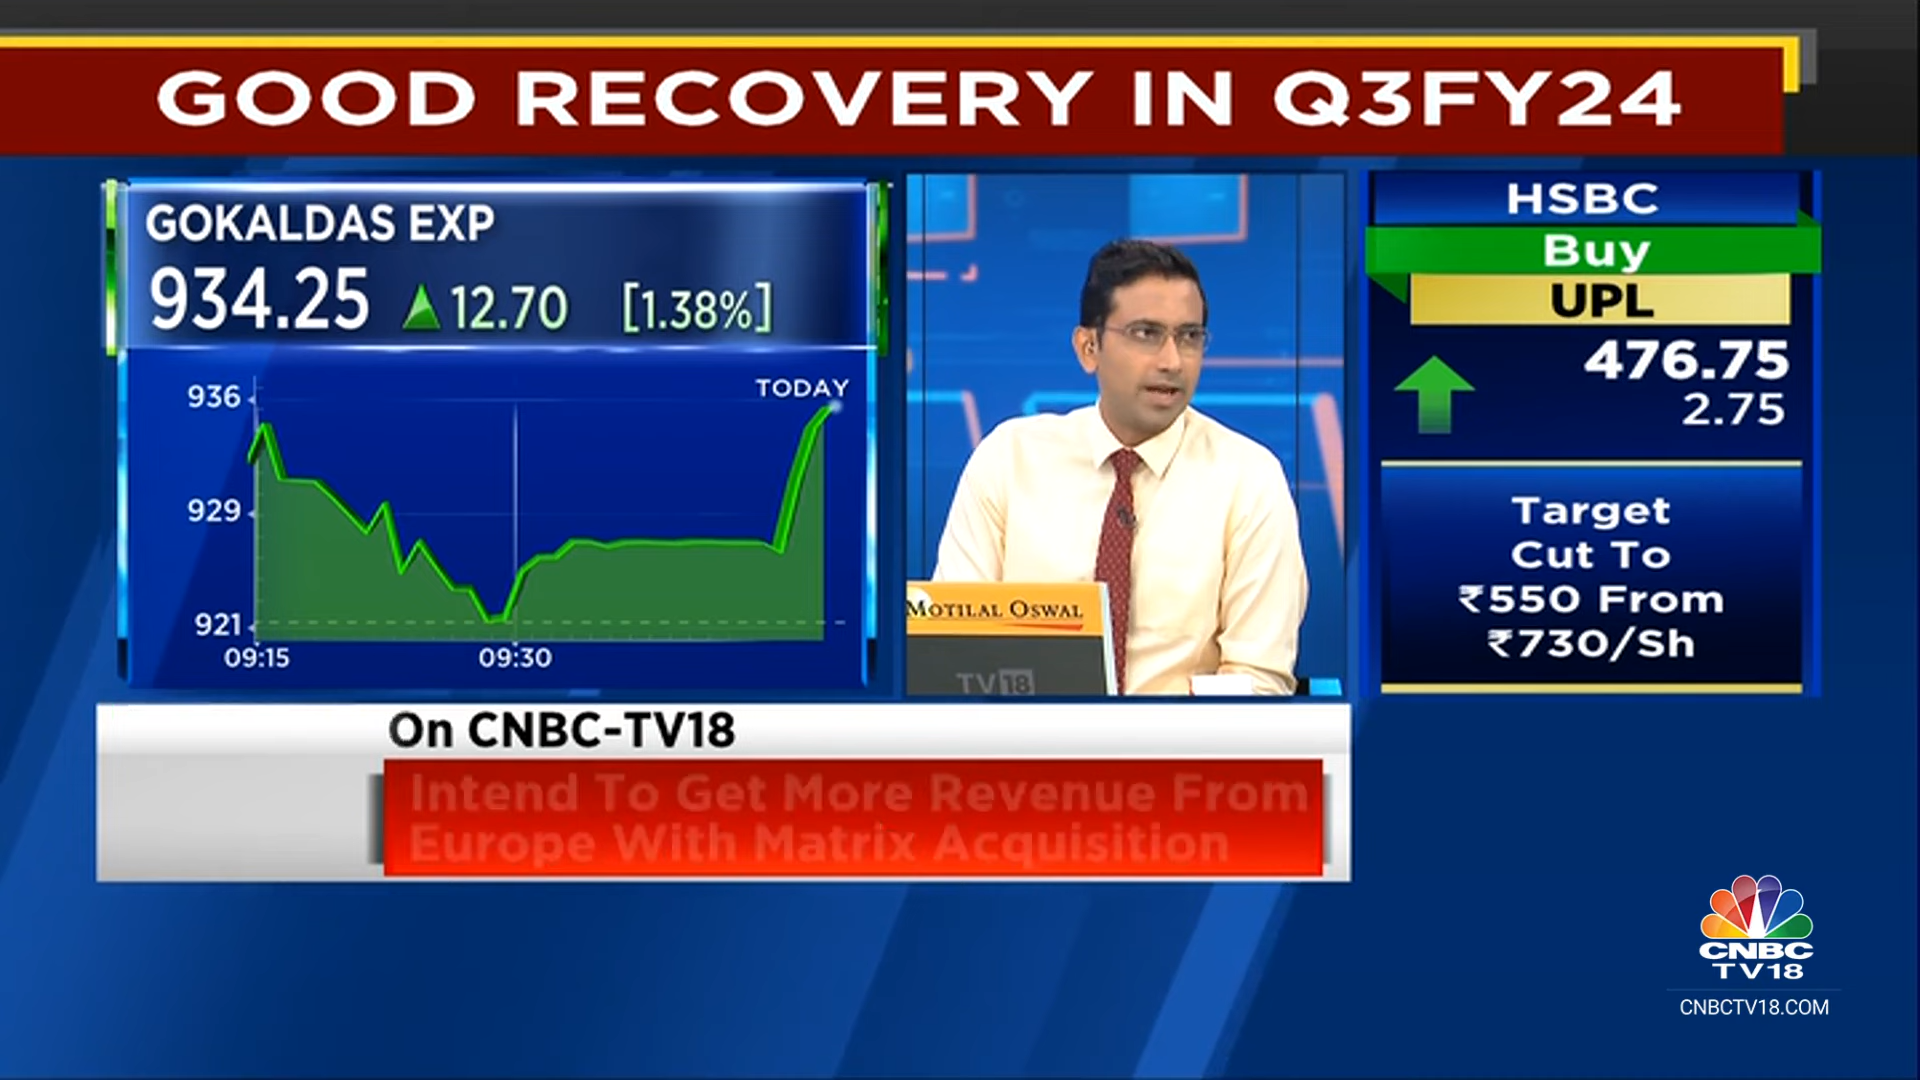 GOOD RECOVERY IN Q3FY24
GOKALDAS EXP
934.25 ▲ 12.70 [1.38%]
TODAY
936
929
921
09:15 09:30
MOTILAL OSWAL
TV18
HSBC
Buy
UPL
476.75
2.75
Target
Cut To
₹550 From
₹730/Sh
On CNBC-TV18
Intend To Get More Revenue From
Europe With Matrix Acquisition
CNBC
TV18
CNBCTV18.COM